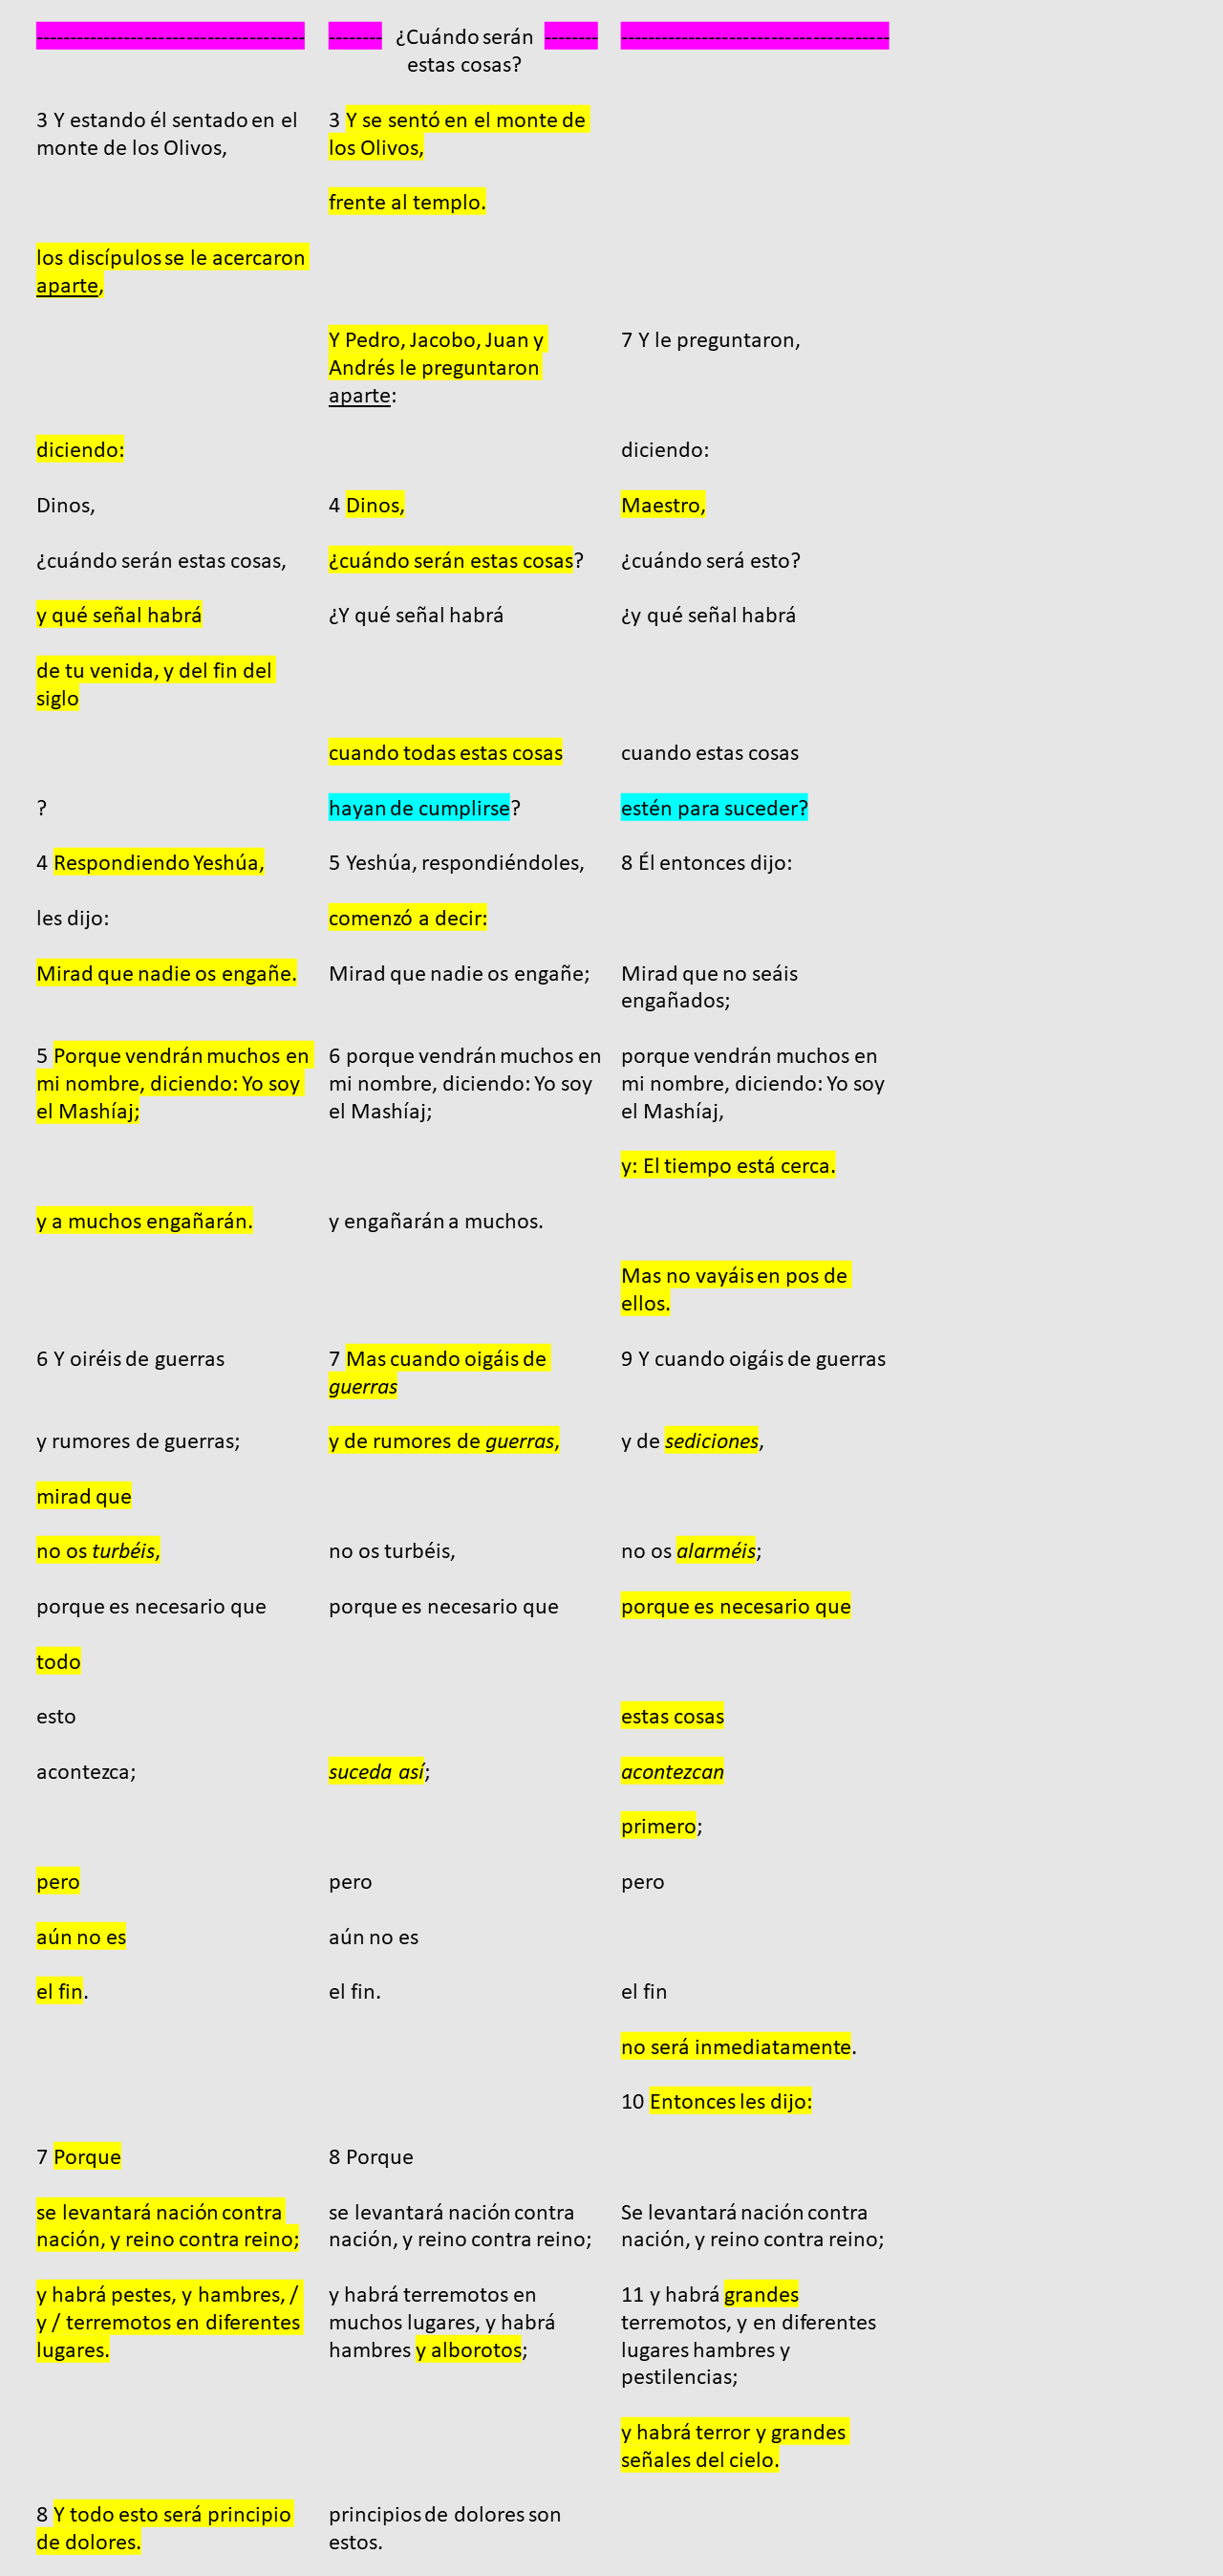 -------------------------------------
--------
¿Cuándo serán
estas cosas?
--------
-------------------------------------
3 Y estando él sentado en el
monte de los Olivos,
3 Y se sentó en el monte de
los Olivos,
frente al templo.
los discípulos se le acercaron
aparte,
Y Pedro, Jacobo, Juan y
Andrés le preguntaron
aparte:
7 Y le preguntaron,
diciendo:
diciendo:
Dinos,
4 Dinos,
Maestro,
¿cuándo serán estas cosas,
¿cuándo serán estas cosas?
¿cuándo será esto?
y qué señal habrá
¿Y qué señal habrá
¿y qué señal habrá
de tu venida, y del fin del
siglo
cuando todas estas cosas
cuando estas cosas
?
hayan de cumplirse?
estén para suceder?
4 Respondiendo Yeshúa,
5 Yeshúa, respondiéndoles,
8 Él entonces dijo:
les dijo:
comenzó a decir:
Mirad que nadie os engañe.
Mirad que nadie os engañe;
Mirad que no seáis
engañados;
5 Porque vendrán muchos en
mi nombre, diciendo: Yo soy
el Mashíaj;
6 porque vendrán muchos en
mi nombre, diciendo: Yo soy
el Mashíaj;
porque vendrán muchos en
mi nombre, diciendo: Yo soy
el Mashíaj,
y: El tiempo está cerca.
y a muchos engañarán.
y engañarán a muchos.
Mas no vayáis en pos de
ellos.
6 Y oiréis de guerras
7 Mas cuando oigáis de
guerras
9 Y cuando oigáis de guerras
y rumores de guerras;
y de rumores de guerras,
y de sediciones,
mirad que
no os turbéis,
no os turbéis,
no os alarméis;
porque es necesario que
porque es necesario que
porque es necesario que
todo
esto
estas cosas
acontezca;
suceda así;
acontezcan
primero;
pero
pero
pero
aún no es
aún no es
el fin.
el fin.
el fin
no será inmediatamente.
10 Entonces les dijo:
7 Porque
8 Porque
se levantará nación contra
nación, y reino contra reino;
se levantará nación contra
nación, y reino contra reino;
Se levantará nación contra
nación, y reino contra reino;
y habrá pestes, y hambres, /
y / terremotos en diferentes
lugares.
y habrá terremotos en
muchos lugares, y habrá
hambres y alborotos;
11 y habrá grandes
terremotos, y en diferentes
lugares hambres y
pestilencias;
y habrá terror y grandes
señales del cielo.
8 Y todo esto será principio
de dolores.
principios de dolores son
estos.